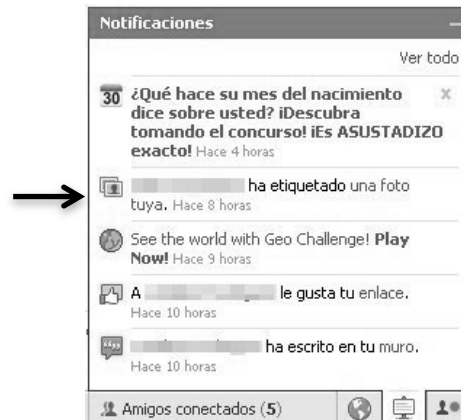 Notificaciones
Ver todo
30 ¿Qué hace su mes del nacimiento
dice sobre usted? ¡Descubra
tomando el concurso! ¡Es ASUSTADIZO
exacto! Hace 4 horas
ha etiquetado una foto
tuya. Hace 8 horas
See the world with Geo Challenge! Play
Now! Hace 9 horas
A le gusta tu enlace.
Hace 10 horas
ha escrito en tu muro.
Hace 10 horas
Amigos conectados (5)